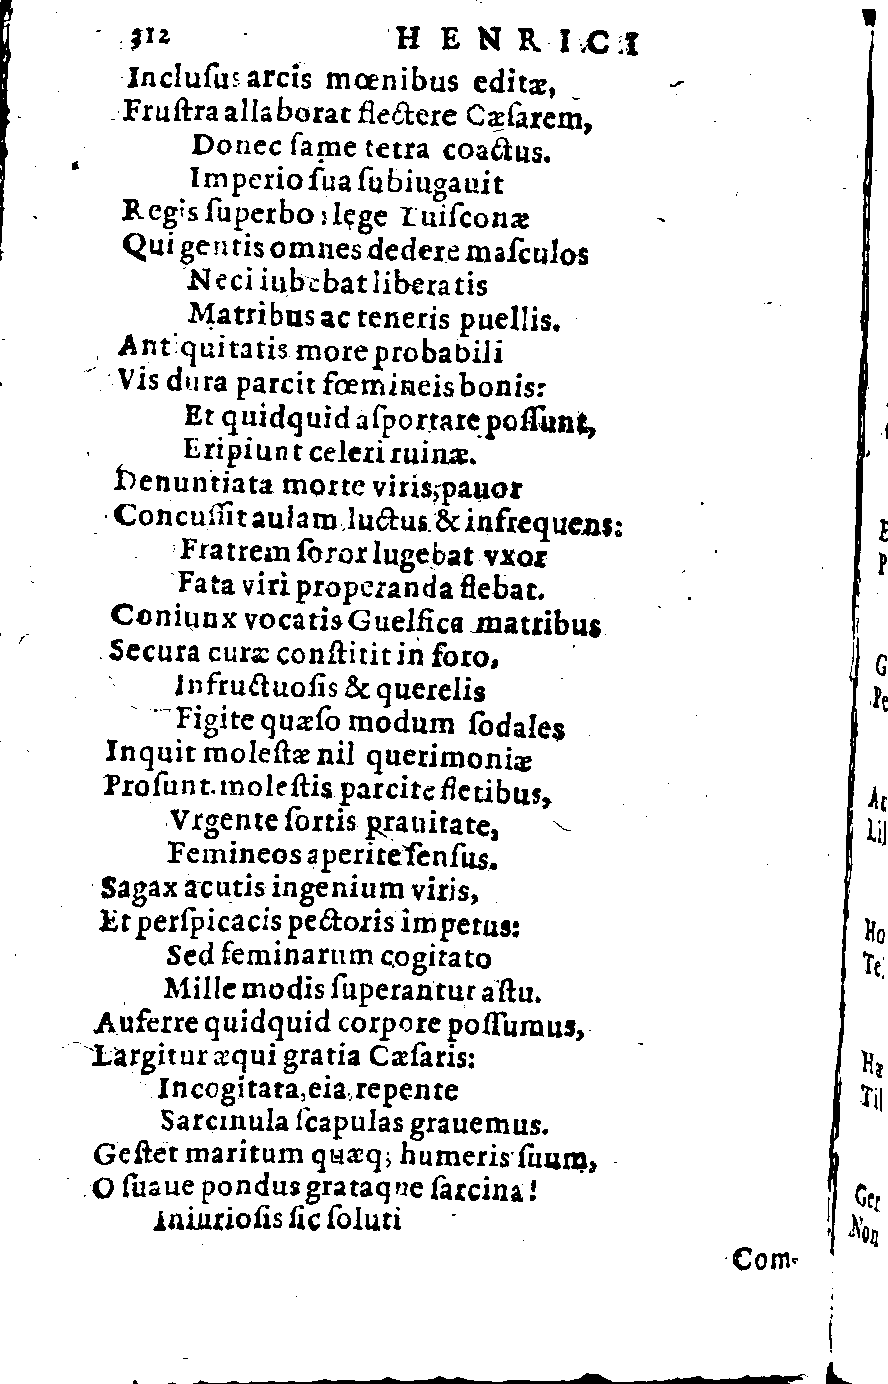 312 HENRICI
Incluſus arcis mœnibus editæ,
Fruſtra allaborat flectere Cæſarem,
Donec fame tetra coactus.
Imperio ſua ſubiugauit
Regis ſuperbo: lege Tuiſconæ
Qui gentis omnes dedere maſculos
Neci iubebat liberatis
Matribus ac teneris puellis.
Antiquitatis more probabili
Vis dura parcit fœmineis bonis:
Et quidquid aſportare poſſunt,
Eripiunt celeri ruinæ.
Denuntiata morte viris, pauor
Concuſſit aulam luctus & infrequens:
Fratrem ſoror lugebat vxor
Fata viri properanda flebat.
Coniunx vocatis Guelfica matribus
Secura curæ conſtitit in foro,
Infructuoſis & querelis
Figite quæſo modum ſodales
Inquit moleſtæ nil querimoniæ
Proſunt. moleſtis parcite fletibus,
Vrgente ſortis prauitate,
Femineos aperite ſenſus.
Sagax acutis ingenium viris,
Et perſpicacis pectoris impetus:
Sed feminarum cogitato
Mille modis ſuperantur aſtu.
Auferre quidquid corpore poſſumus,
Largitur æqui gratia Cæſaris:
Incogitata, eia, repente
Sarcinula ſcapulas grauemus.
Geſtet maritum quæq; humeris ſuum,
O ſuaue pondus grataque ſarcina!
Iniurioſis ſic ſoluti
Com-